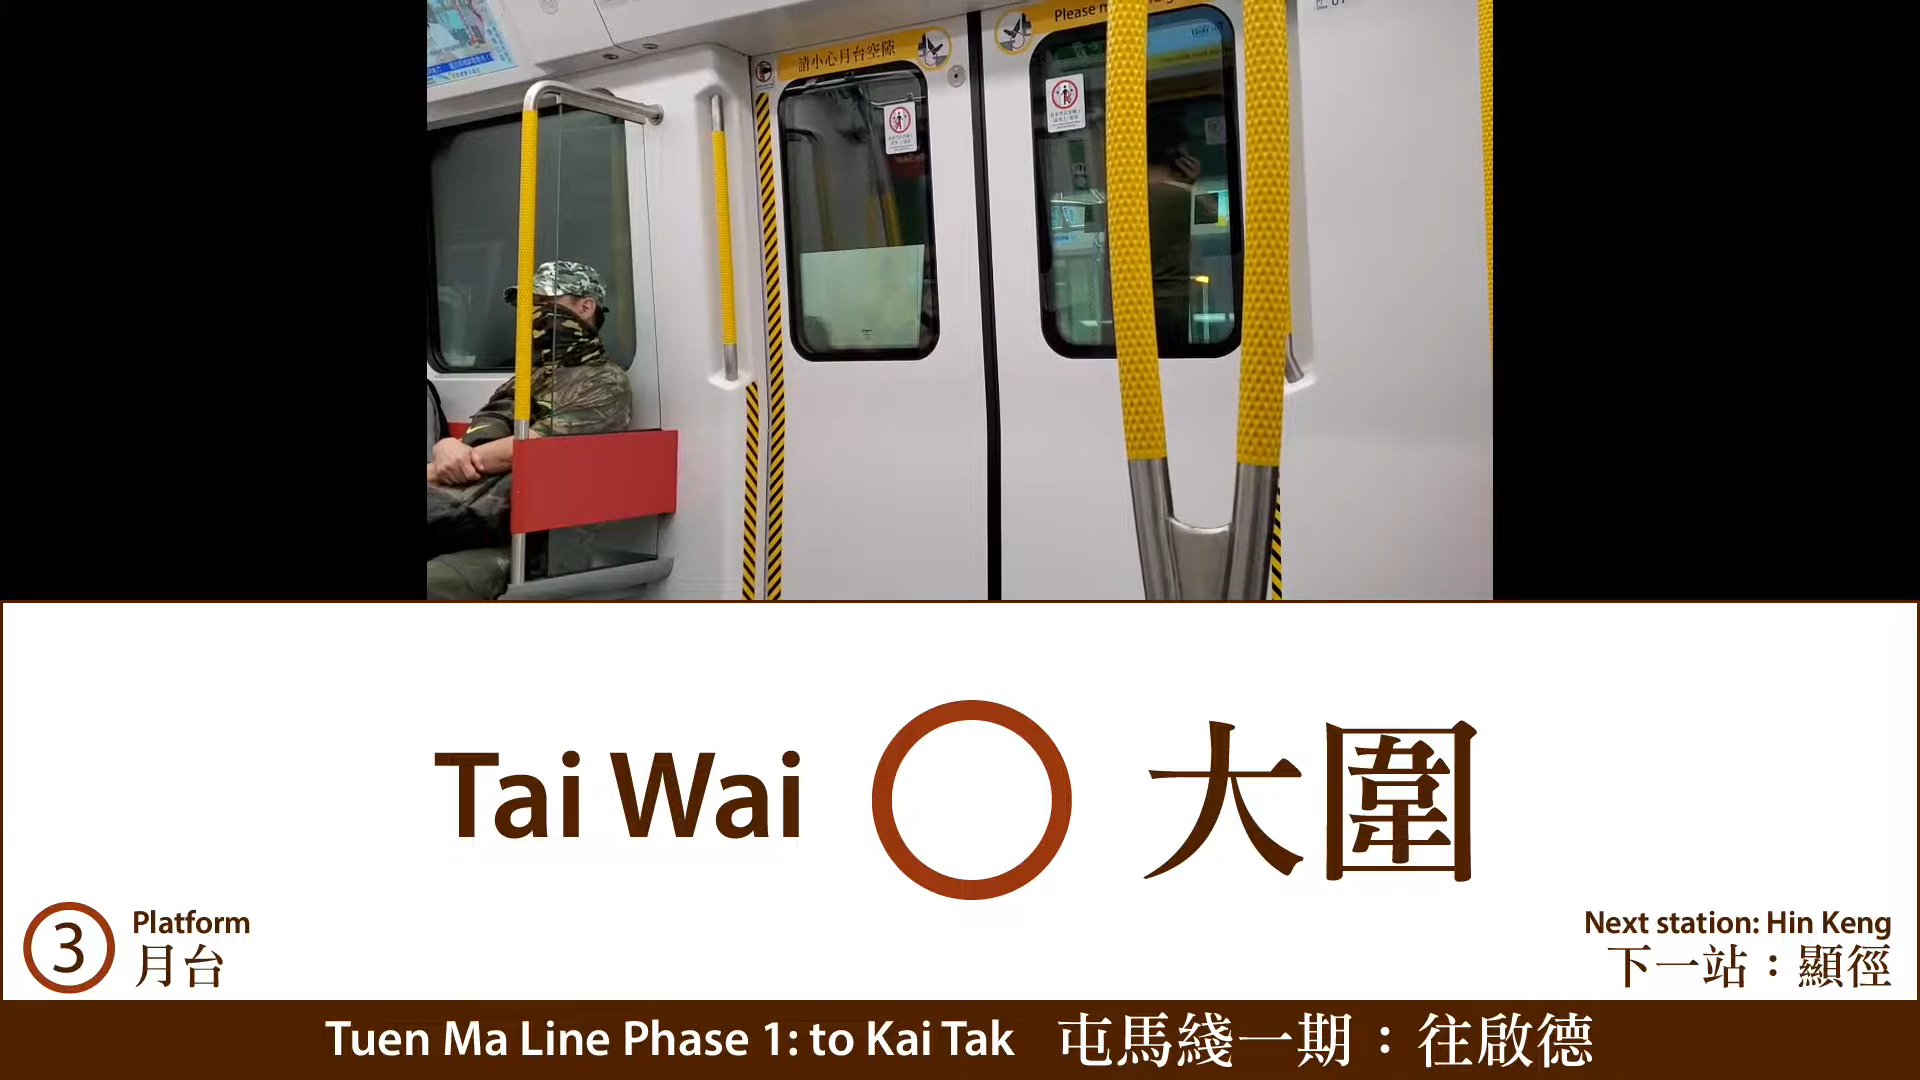 請小心月台空隙
Please
Tai Wai
大圍
3
Platform
月台
Next station: Hin Keng
下一站：顯徑
Tuen Ma Line Phase 1: to Kai Tak 屯馬綫一期：往啟德